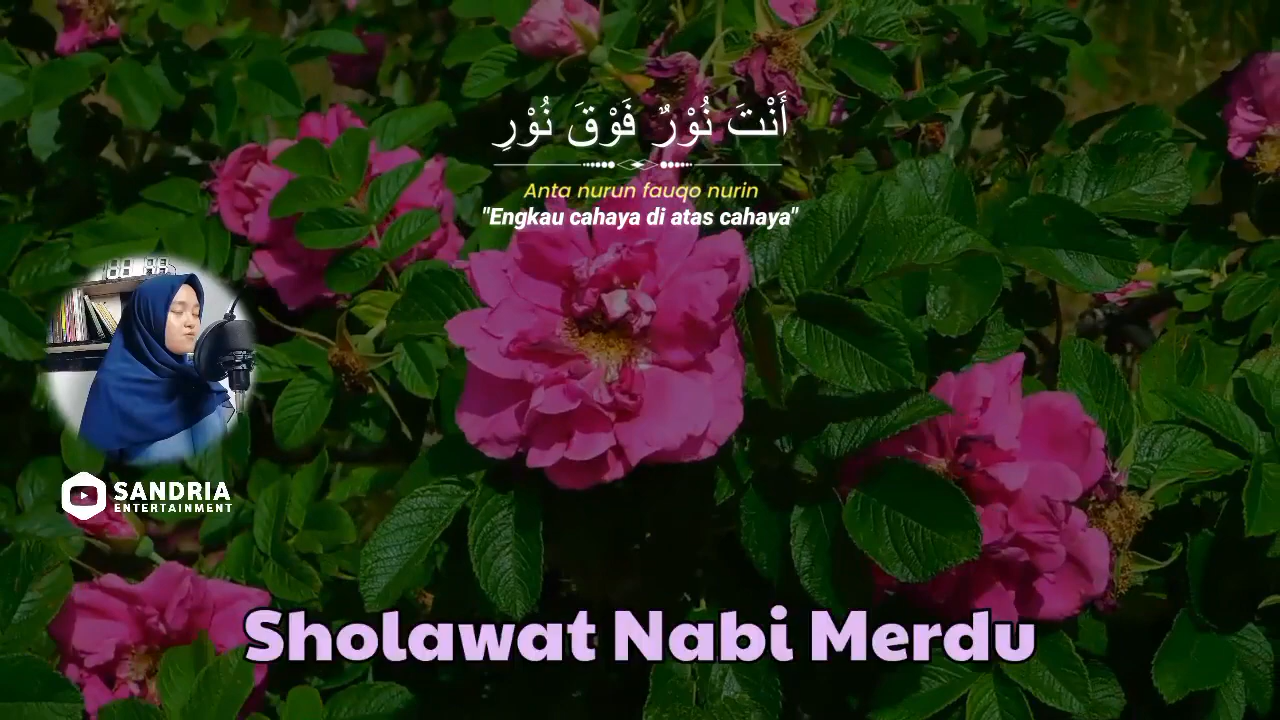 أَنْتَ نُوْرٌ فَوْقَ نُوْرِ
Anta nurun fauqo nurin
"Engkau cahaya di atas cahaya"
SANDRIA
ENTERTAINMENT
Sholawat Nabi Merdu